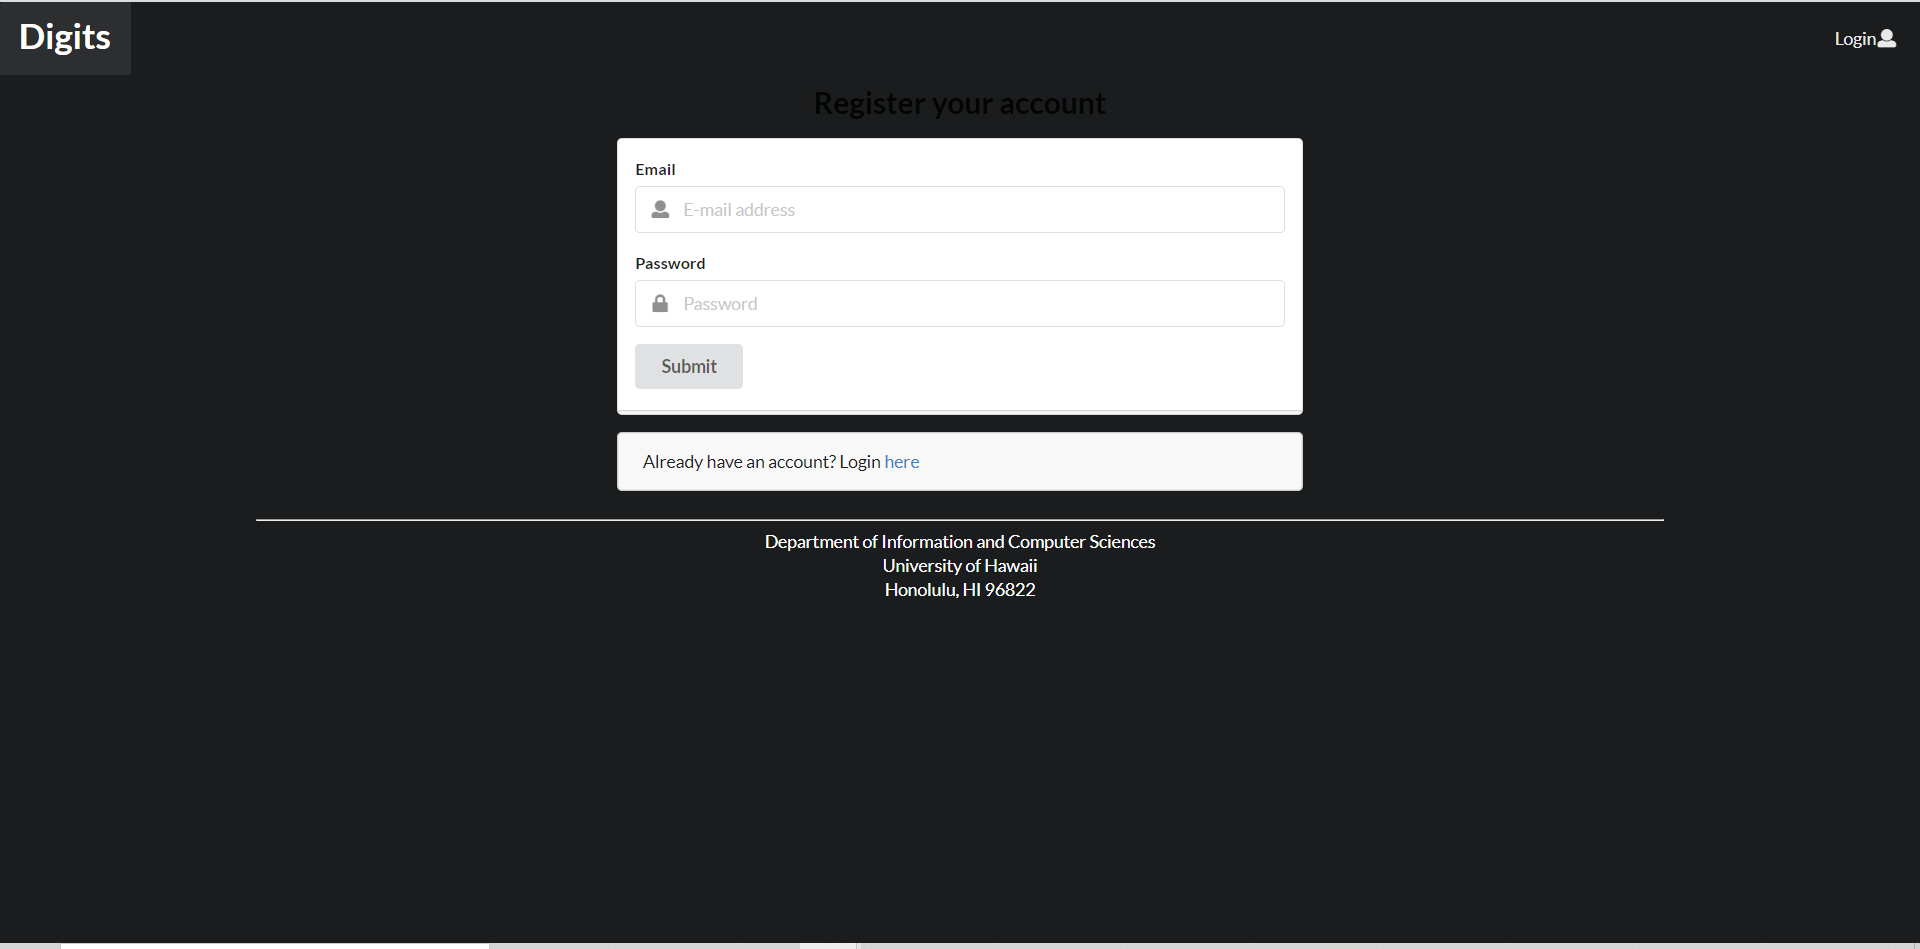 Digits
Login
Register your account
Email
E-mail address
Password
Password
Submit
Already have an account? Login here
Department of Information and Computer Sciences
University of Hawaii
Honolulu, HI 96822